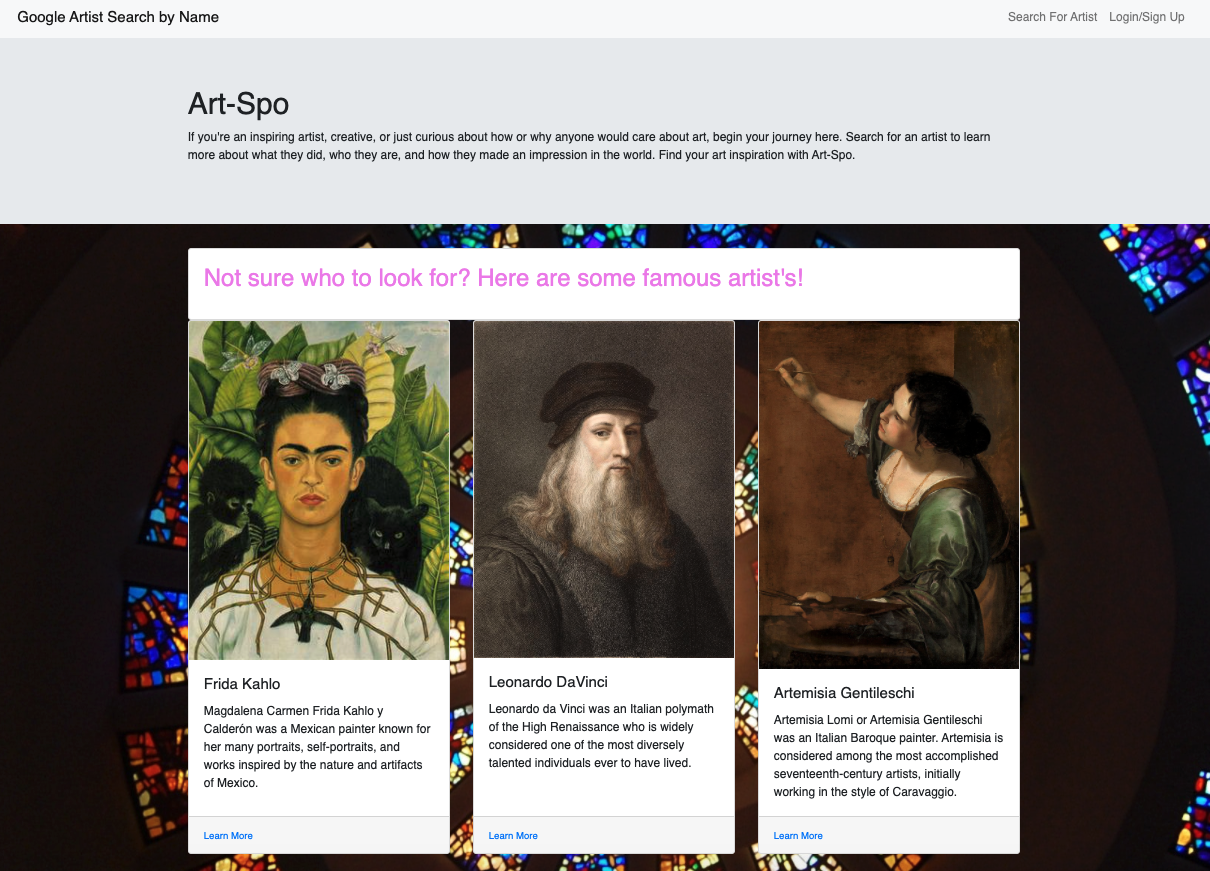 Google Artist Search by Name
Search For Artist
Login/Sign Up
Art-Spo
If you're an inspiring artist, creative, or just curious about how or why anyone would care about art, begin your journey here. Search for an artist to learn
more about what they did, who they are, and how they made an impression in the world. Find your art inspiration with Art-Spo.
Not sure who to look for? Here are some famous artist's!
Frida Kahlo
Magdalena Carmen Frida Kahlo y
Calderón was a Mexican painter known for
her many portraits, self-portraits, and
works inspired by the nature and artifacts
of Mexico.
Learn More
Leonardo DaVinci
Leonardo da Vinci was an Italian polymath
of the High Renaissance who is widely
considered one of the most diversely
talented individuals ever to have lived.
Learn More
Artemisia Gentileschi
Artemisia Lomi or Artemisia Gentileschi
was an Italian Baroque painter. Artemisia is
considered among the most accomplished
seventeenth-century artists, initially
working in the style of Caravaggio.
Learn More